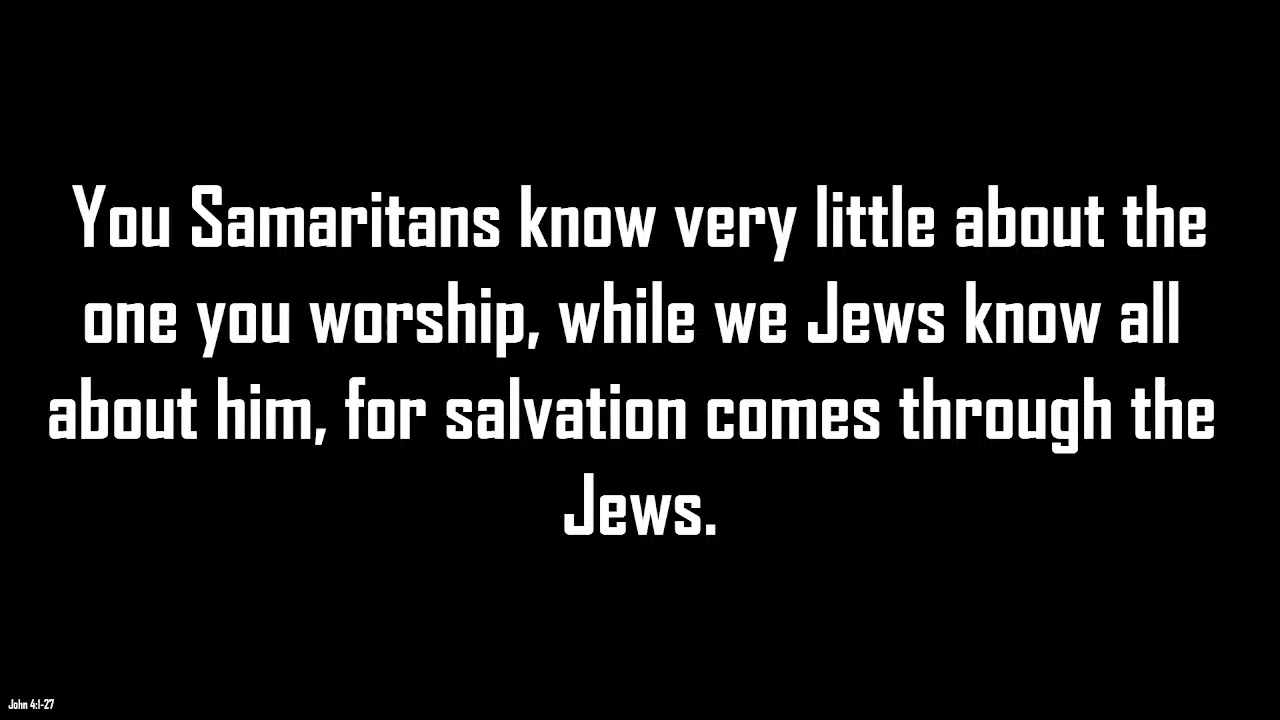 You Samaritans know very little about the
one you worship, while we Jews know all
about him, for salvation comes through the
Jews.
John 4:1-27